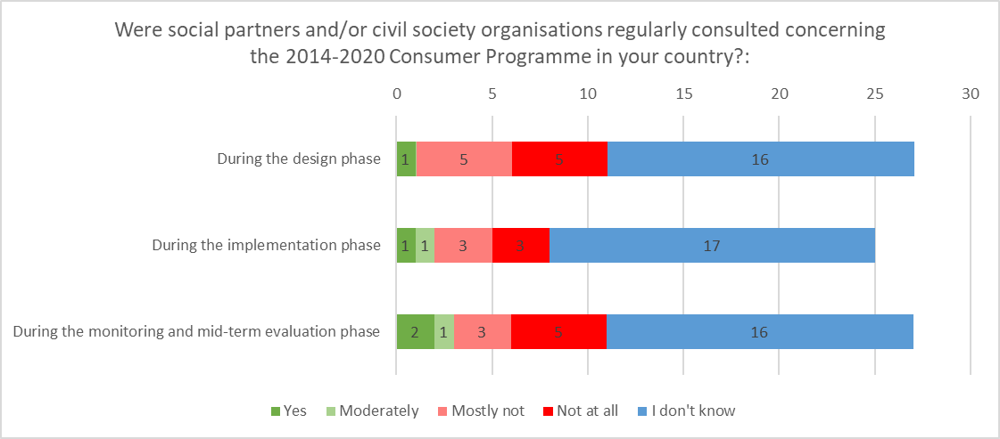 Were social partners and/or civil society organisations regularly consulted concerning
the 2014-2020 Consumer Programme in your country?:
0 5 10 15 20 25 30
During the design phase 1 5 5 16
During the implementation phase 1 1 3 3 17
During the monitoring and mid-term evaluation phase 2 1 3 5 16
Yes Moderately Mostly not Not at all I don't know